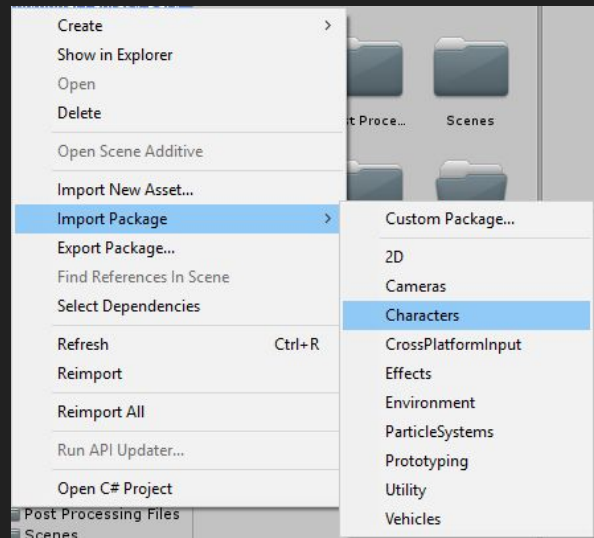 Create >
Show in Explorer
Open
Delete
Open Scene Additive
Import New Asset...
Import Package >
Export Package...
Find References In Scene
Select Dependencies
Refresh Ctrl+R
Reimport
Reimport All
Run API Updater...
Open C# Project
st Proce...
Scenes
Custom Package...
2D
Cameras
Characters
CrossPlatformInput
Effects
Environment
ParticleSystems
Prototyping
Utility
Vehicles
Post Processing Files
Scenes